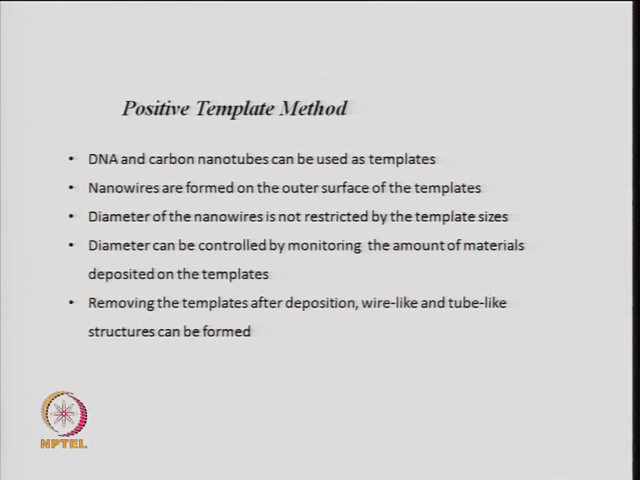 Positive Template Method
• DNA and carbon nanotubes can be used as templates
• Nanowires are formed on the outer surface of the templates
• Diameter of the nanowires is not restricted by the template sizes
• Diameter can be controlled by monitoring the amount of materials
deposited on the templates
• Removing the templates after deposition, wire-like and tube-like
structures can be formed
NPTEL